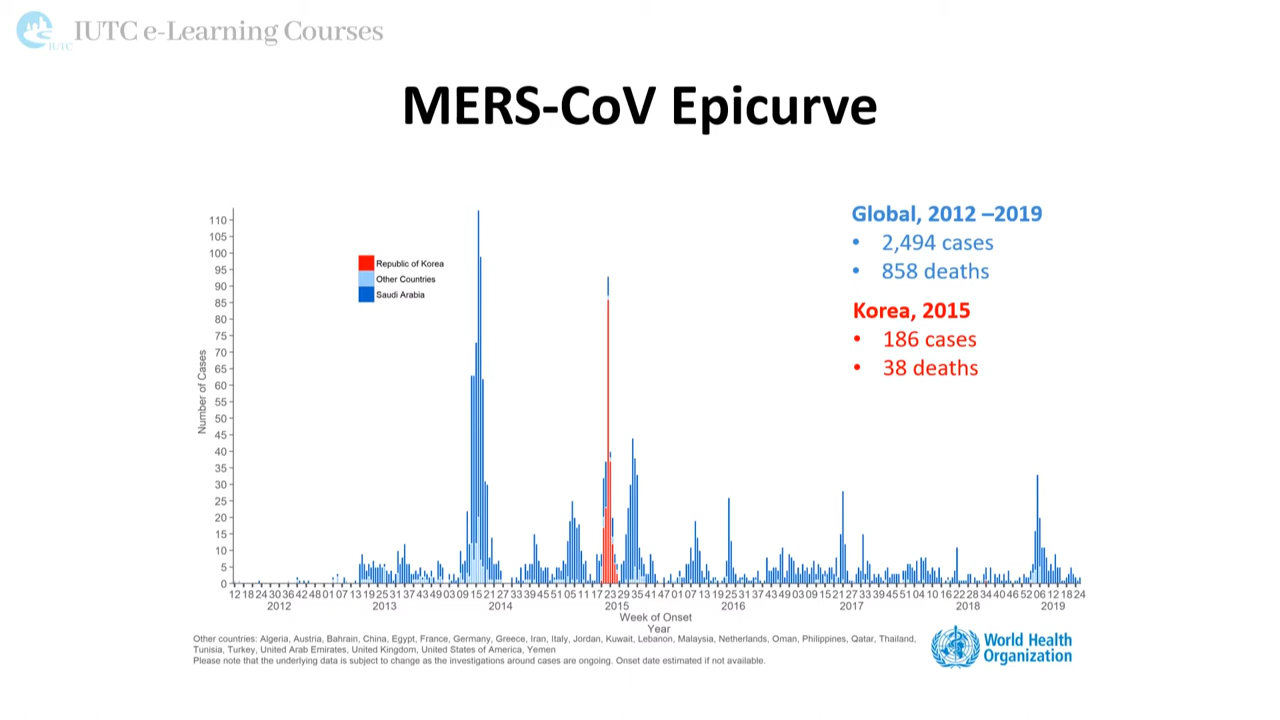 IUTC e-Learning Courses
IUTC
MERS-CoV Epicurve
Global, 2012 –2019
• 2,494 cases
• 858 deaths
Korea, 2015
• 186 cases
• 38 deaths
Republic of Korea
Other Countries
Saudi Arabia
Number of Cases
110
105
100
95
90
85
80
75
70
65
60
55
50
45
40
35
30
25
20
15
10
5
0
12 18 24 30 36 42 48 01 07 13 19 25 31 37 43 49 03 09 15 21 27 33 39 45 51 05 11 17 23 29 35 41 47 01 07 13 19 25 31 37 43 49 03 09 15 21 27 33 39 45 51 04 10 16 22 28 34 40 46 52 06 12 18 24
2012 2013 2014 2015 2016 2017 2018 2019
Week of Onset
Year
Other countries: Algeria, Austria, Bahrain, China, Egypt, France, Germany, Greece, Iran, Italy, Jordan, Kuwait, Lebanon, Malaysia, Netherlands, Oman, Philippines, Qatar, Thailand,
Tunisia, Turkey, United Arab Emirates, United Kingdom, United States of America, Yemen
Please note that the underlying data is subject to change as the investigations around cases are ongoing. Onset date estimated if not available.
World Health
Organization